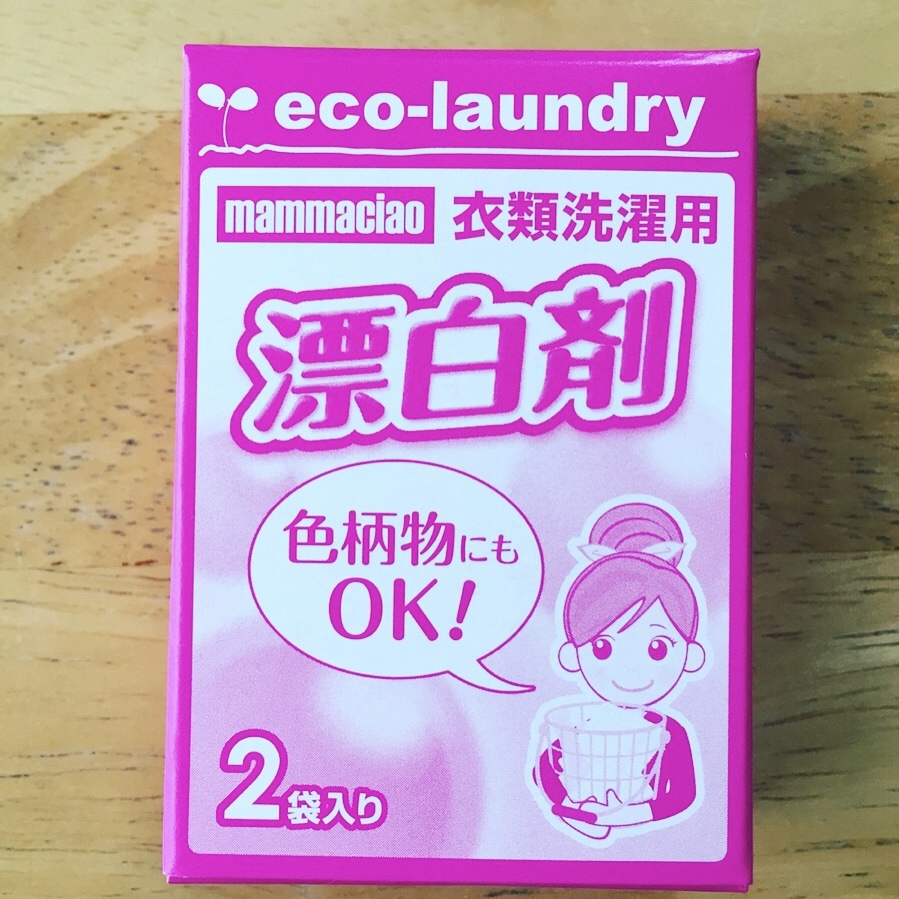 eco-laundry
mammaciao 衣類洗濯用
漂白剤
色柄物にも
OK!
2袋入り